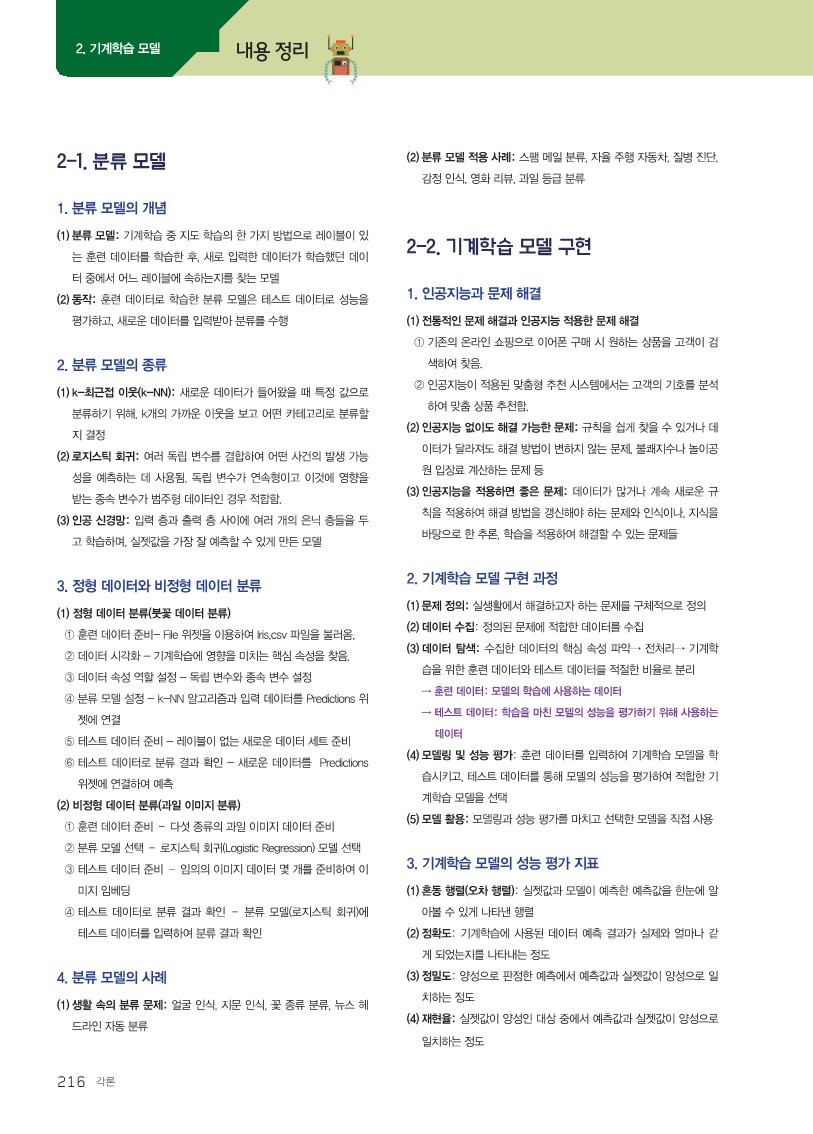 2. 기계학습 모델
내용 정리
2-1. 분류 모델
1. 분류 모델의 개념
(1) 분류 모델: 기계학습 중 지도 학습의 한 가지 방법으로 레이블이 있
는 훈련 데이터를 학습한 후, 새로 입력한 데이터가 학습했던 데이
터 중에서 어느 레이블에 속하는지를 찾는 모델
(2) 동작: 훈련 데이터로 학습한 분류 모델은 테스트 데이터로 성능을
평가하고, 새로운 데이터를 입력받아 분류를 수행
2. 분류 모델의 종류
(1) k-최근접 이웃(k-NN): 새로운 데이터가 들어왔을 때 특정 값으로
분류하기 위해, k개의 가까운 이웃을 보고 어떤 카테고리로 분류할
지 결정
(2) 로지스틱 회귀: 여러 독립 변수를 결합하여 어떤 사건의 발생 가능
성을 예측하는 데 사용됨. 독립 변수가 연속형이고 이것에 영향을
받는 종속 변수가 범주형 데이터인 경우 적합함.
(3) 인공 신경망: 입력 층과 출력 층 사이에 여러 개의 은닉 층들을 두
고 학습하며, 실젯값을 가장 잘 예측할 수 있게 만든 모델
3. 정형 데이터와 비정형 데이터 분류
(1) 정형 데이터 분류(붓꽃 데이터 분류)
① 훈련 데이터 준비- File 위젯을 이용하여 Iris.csv 파일을 불러옴.
② 데이터 시각화 – 기계학습에 영향을 미치는 핵심 속성을 찾음.
③ 데이터 속성 역할 설정 – 독립 변수와 종속 변수 설정
④ 분류 모델 설정 – k-NN 알고리즘과 입력 데이터를 Predictions 위
젯에 연결
⑤ 테스트 데이터 준비 – 레이블이 없는 새로운 데이터 세트 준비
⑥ 테스트 데이터로 분류 결과 확인 – 새로운 데이터를 Predictions
위젯에 연결하여 예측
(2) 비정형 데이터 분류(과일 이미지 분류)
① 훈련 데이터 준비 – 다섯 종류의 과일 이미지 데이터 준비
② 분류 모델 선택 – 로지스틱 회귀(Logistic Regression) 모델 선택
③ 테스트 데이터 준비 – 임의의 이미지 데이터 몇 개를 준비하여 이
미지 임베딩
④ 테스트 데이터로 분류 결과 확인 – 분류 모델(로지스틱 회귀)에
테스트 데이터를 입력하여 분류 결과 확인
4. 분류 모델의 사례
(1) 생활 속의 분류 문제: 얼굴 인식, 지문 인식, 꽃 종류 분류, 뉴스 헤
드라인 자동 분류
(2) 분류 모델 적용 사례: 스팸 메일 분류, 자율 주행 자동차, 질병 진단,
감정 인식, 영화 리뷰, 과일 등급 분류
2-2. 기계학습 모델 구현
1. 인공지능과 문제 해결
(1) 전통적인 문제 해결과 인공지능 적용한 문제 해결
① 기존의 온라인 쇼핑으로 이어폰 구매 시 원하는 상품을 고객이 검
색하여 찾음.
② 인공지능이 적용된 맞춤형 추천 시스템에서는 고객의 기호를 분석
하여 맞춤 상품 추천함.
(2) 인공지능 없이도 해결 가능한 문제: 규칙을 쉽게 찾을 수 있거나 데
이터가 달라져도 해결 방법이 변하지 않는 문제, 불쾌지수나 놀이공
원 입장료 계산하는 문제 등
(3) 인공지능을 적용하면 좋은 문제: 데이터가 많거나 계속 새로운 규
칙을 적용하여 해결 방법을 갱신해야 하는 문제와 인식이나, 지식을
바탕으로 한 추론, 학습을 적용하여 해결할 수 있는 문제들
2. 기계학습 모델 구현 과정
(1) 문제 정의: 실생활에서 해결하고자 하는 문제를 구체적으로 정의
(2) 데이터 수집: 정의된 문제에 적합한 데이터를 수집
(3) 데이터 탐색: 수집한 데이터의 핵심 속성 파악→ 전처리→ 기계학
습을 위한 훈련 데이터와 테스트 데이터를 적절한 비율로 분리
→ 훈련 데이터: 모델의 학습에 사용하는 데이터
→ 테스트 데이터: 학습을 마친 모델의 성능을 평가하기 위해 사용하는
데이터
(4) 모델링 및 성능 평가: 훈련 데이터를 입력하여 기계학습 모델을 학
습시키고, 테스트 데이터를 통해 모델의 성능을 평가하여 적합한 기
계학습 모델을 선택
(5) 모델 활용: 모델링과 성능 평가를 마치고 선택한 모델을 직접 사용
3. 기계학습 모델의 성능 평가 지표
(1) 혼동 행렬(오차 행렬): 실젯값과 모델이 예측한 예측값을 한눈에 알
아볼 수 있게 나타낸 행렬
(2) 정확도: 기계학습에 사용된 데이터 예측 결과가 실제와 얼마나 같
게 되었는지를 나타내는 정도
(3) 정밀도: 양성으로 판정한 예측에서 예측값과 실젯값이 양성으로 일
치하는 정도
(4) 재현율: 실젯값이 양성인 대상 중에서 예측값과 실젯값이 양성으로
일치하는 정도
216 각론